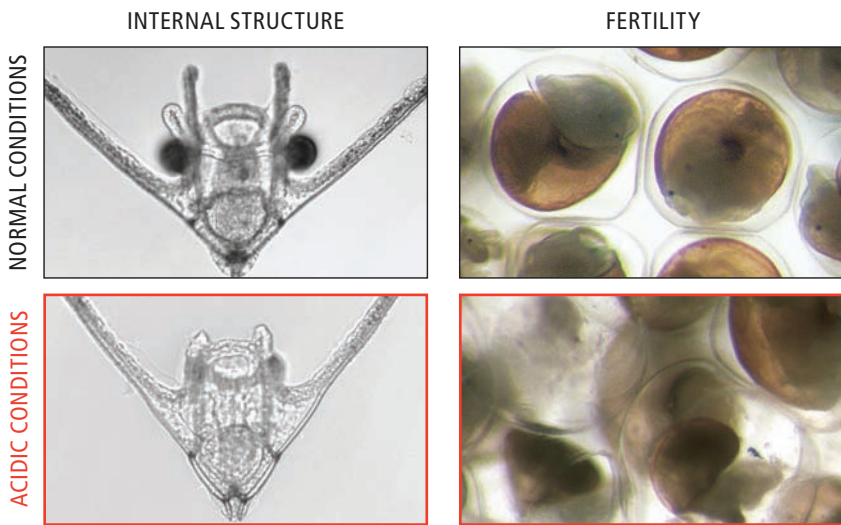 INTERNAL STRUCTURE
FERTILITY
NORMAL CONDITIONS
ACIDIC CONDITIONS